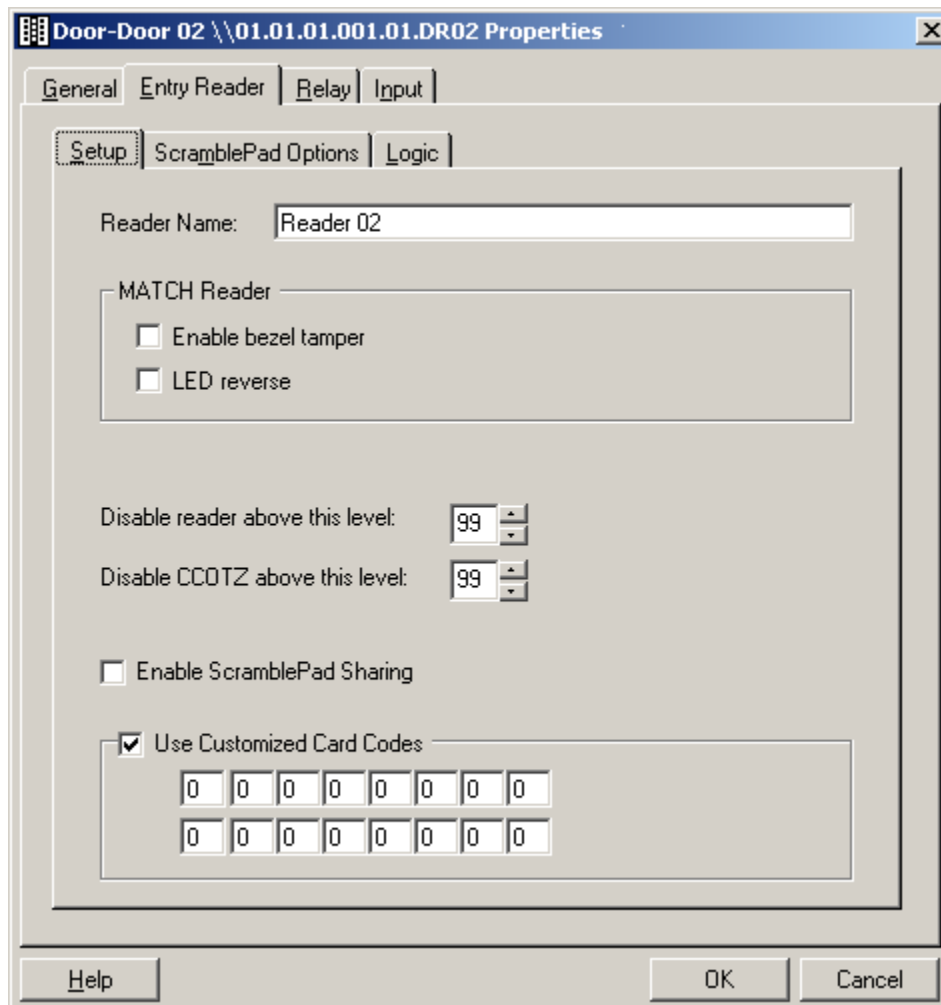 Door-Door 02 \\01.01.01.001.01.DR02 Properties
General Entry Reader Relay Input
Setup ScramblePad Options Logic
Reader Name: Reader 02
MATCH Reader
Enable bezel tamper
LED reverse
Disable reader above this level: 99
Disable CCOTZ above this level: 99
Enable ScramblePad Sharing
Use Customized Card Codes
0 0 0 0 0 0 0 0
0 0 0 0 0 0 0 0
Help OK Cancel